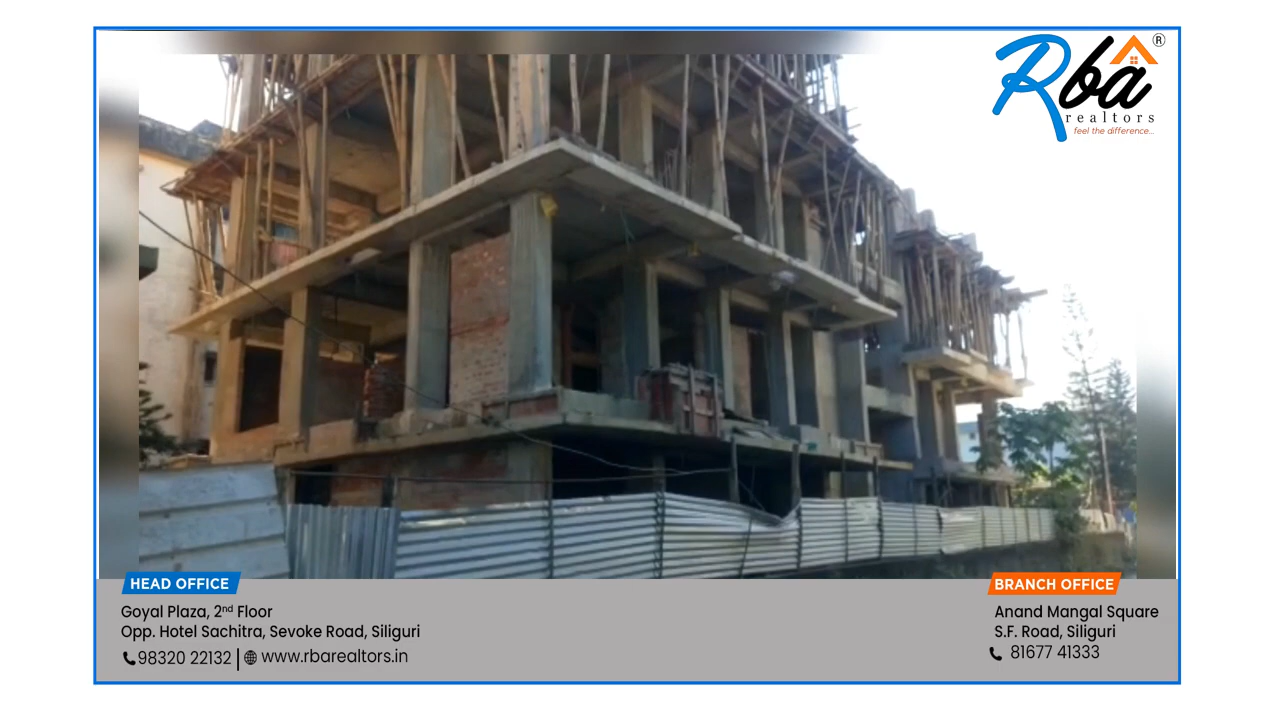 Rba®
realtors
feel the difference...
HEAD OFFICE
Goyal Plaza, 2nd Floor
Opp. Hotel Sachitra, Sevoke Road, Siliguri
98320 22132 | www.rbarealtors.in
BRANCH OFFICE
Anand Mangal Square
S.F. Road, Siliguri
81677 41333